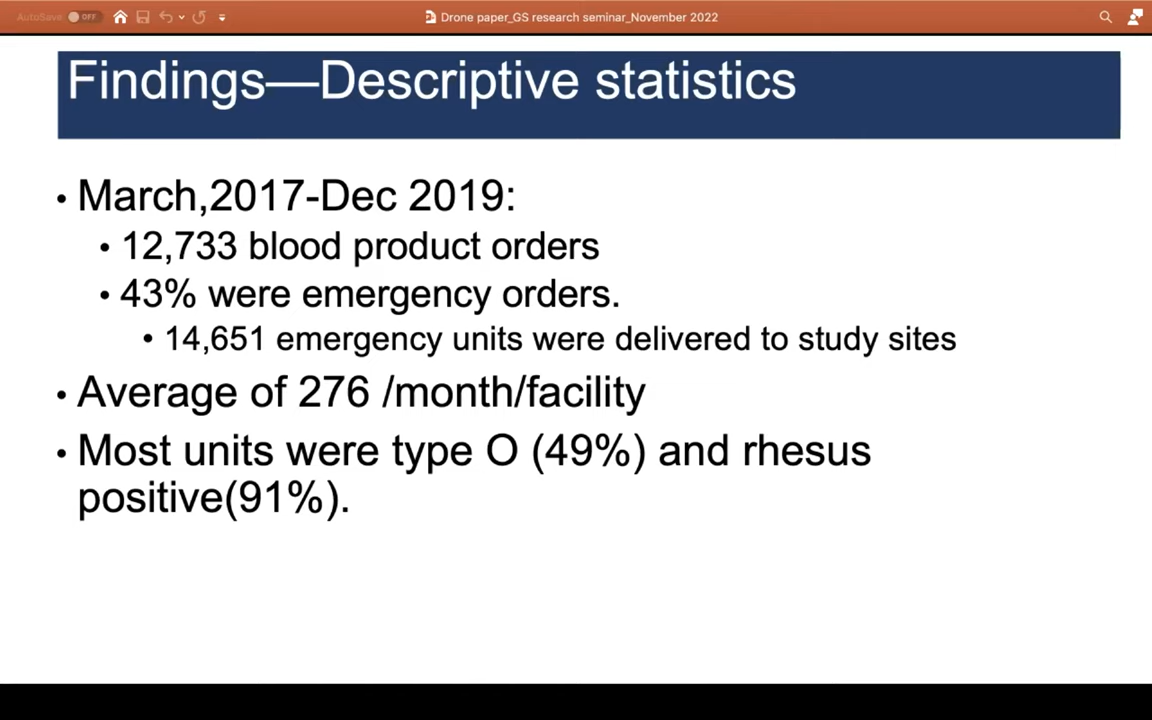 AutoSave OFF
Drone paper_GS research seminar_November 2022
Findings—Descriptive statistics
• March,2017-Dec 2019:
• 12,733 blood product orders
• 43% were emergency orders.
• 14,651 emergency units were delivered to study sites
• Average of 276 /month/facility
• Most units were type O (49%) and rhesus
positive(91%).